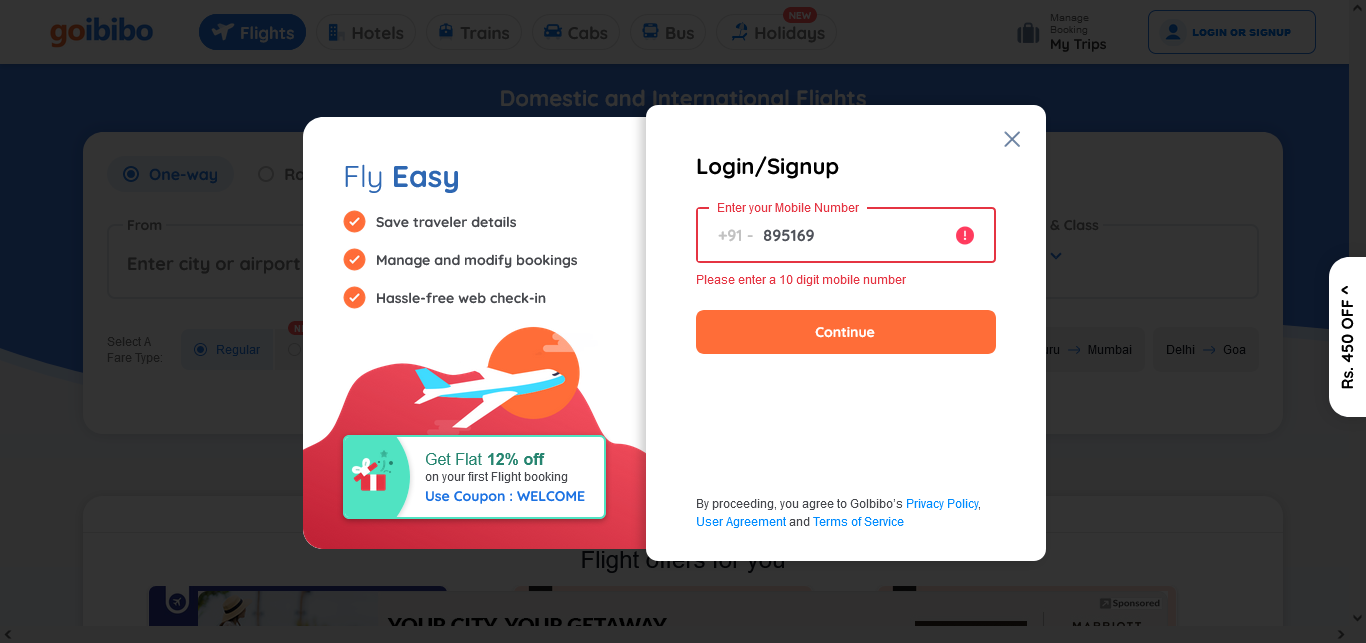 goibibo
Flights
Hotels
Trains
Cabs
Bus
NEW
Holidays
Manage
Booking
My Trips
LOGIN OR SIGNUP
Domestic and International Flights
One-way
From
Enter city or airport
& Class
Select A
Fare Type:
Regular
Mumbai
Delhi
Goa
Rs. 450 OFF
Fly Easy
Save traveler details
Manage and modify bookings
Hassle-free web check-in
Get Flat 12% off
on your first Flight booking
Use Coupon : WELCOME
Login/Signup
Enter your Mobile Number
+91 - 895169
Please enter a 10 digit mobile number
Continue
By proceeding, you agree to GoIbibo's Privacy Policy,
User Agreement and Terms of Service
Flight offers for you
YOUR CITY, YOUR GETAWAY
Sponsored
MARRIOTT